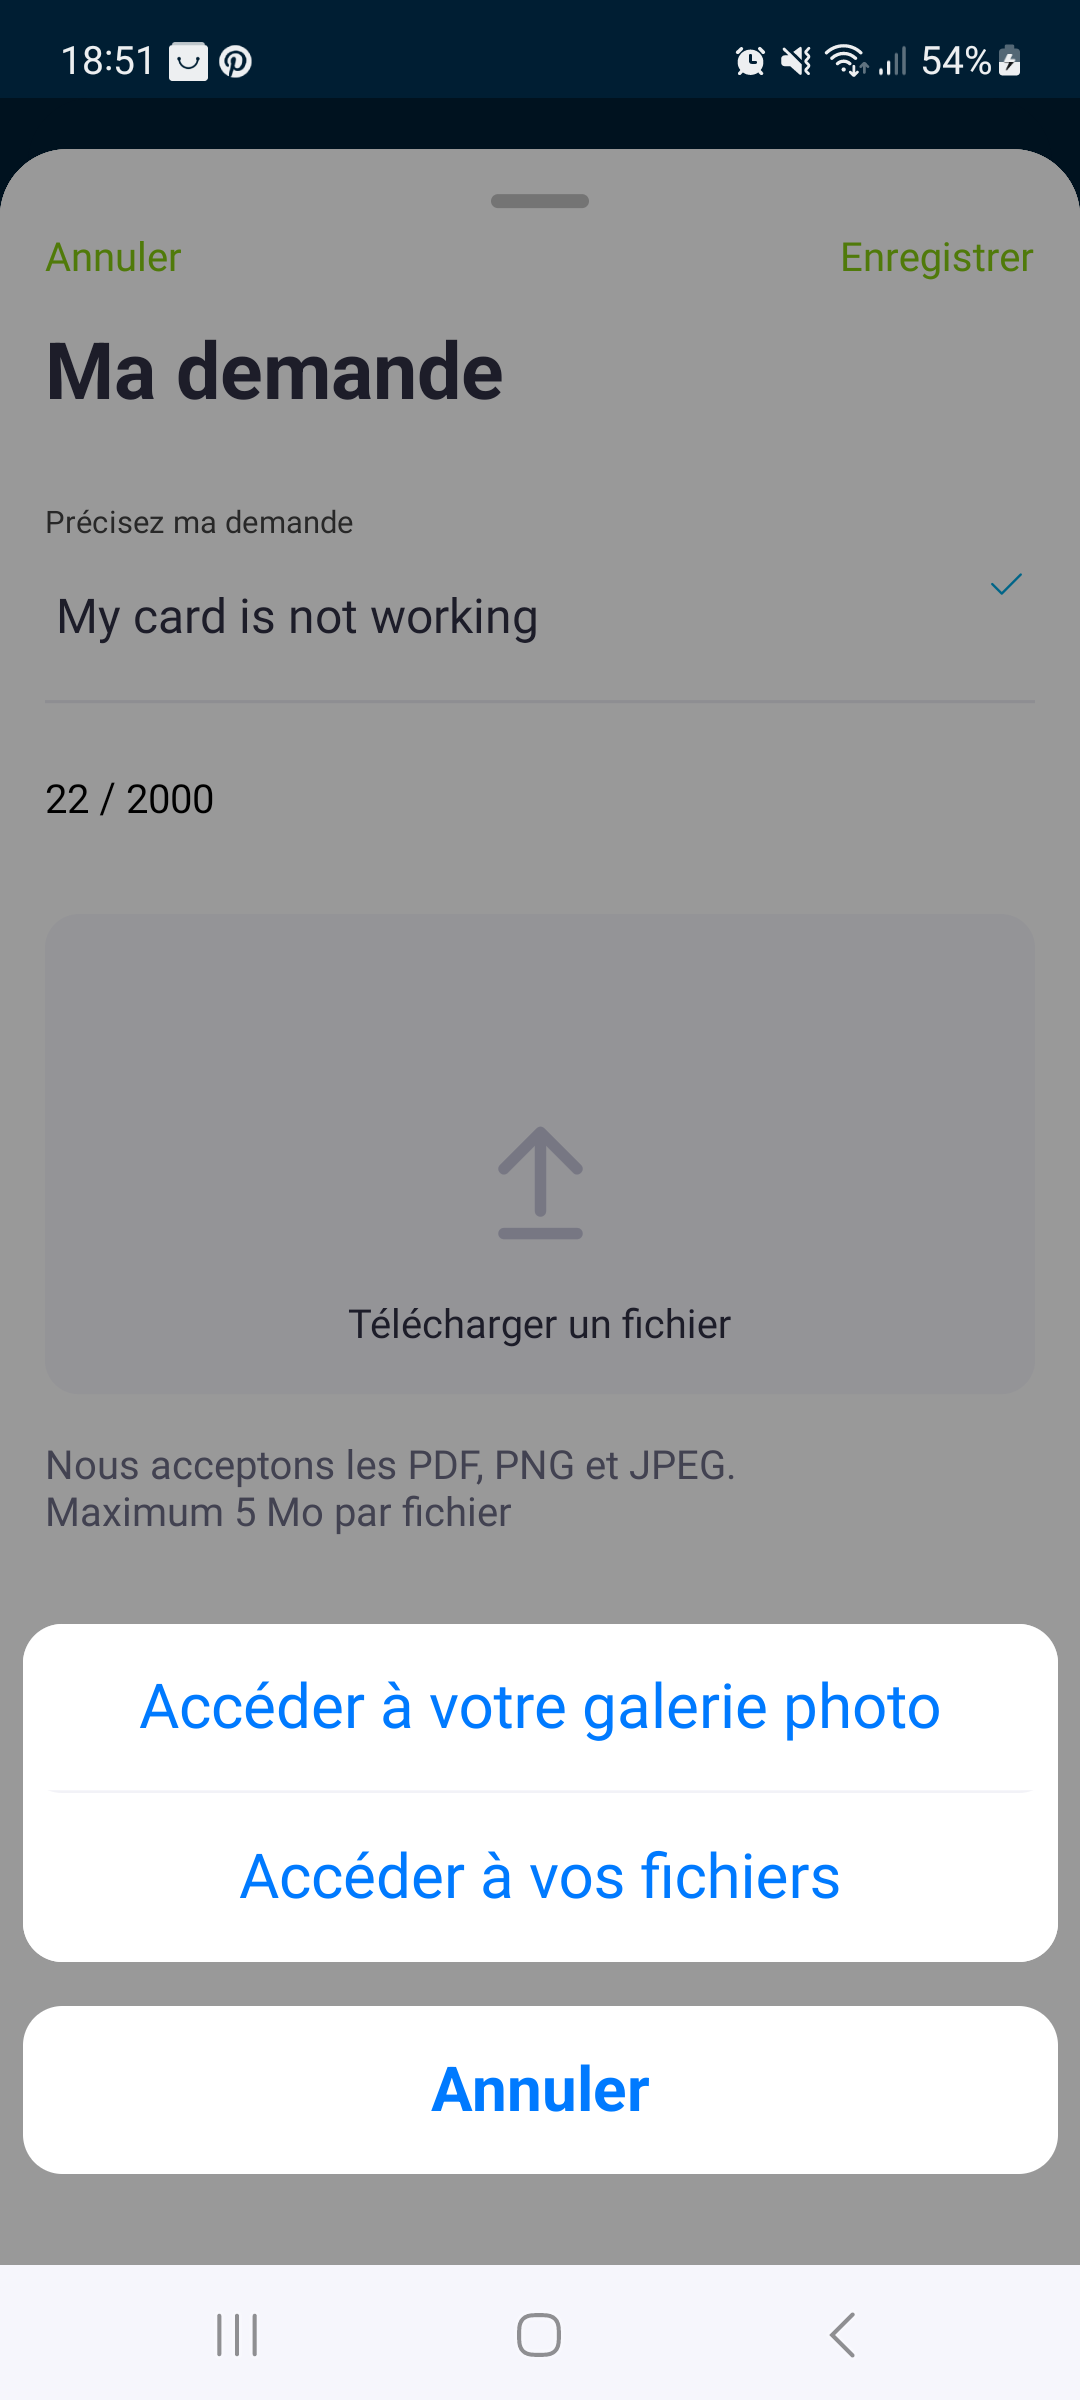 18:51
54%
Annuler
Enregistrer
Ma demande
Précisez ma demande
My card is not working
22 / 2000
Télécharger un fichier
Nous acceptons les PDF, PNG et JPEG.
Maximum 5 Mo par fichier
Accéder à votre galerie photo
Accéder à vos fichiers
Annuler